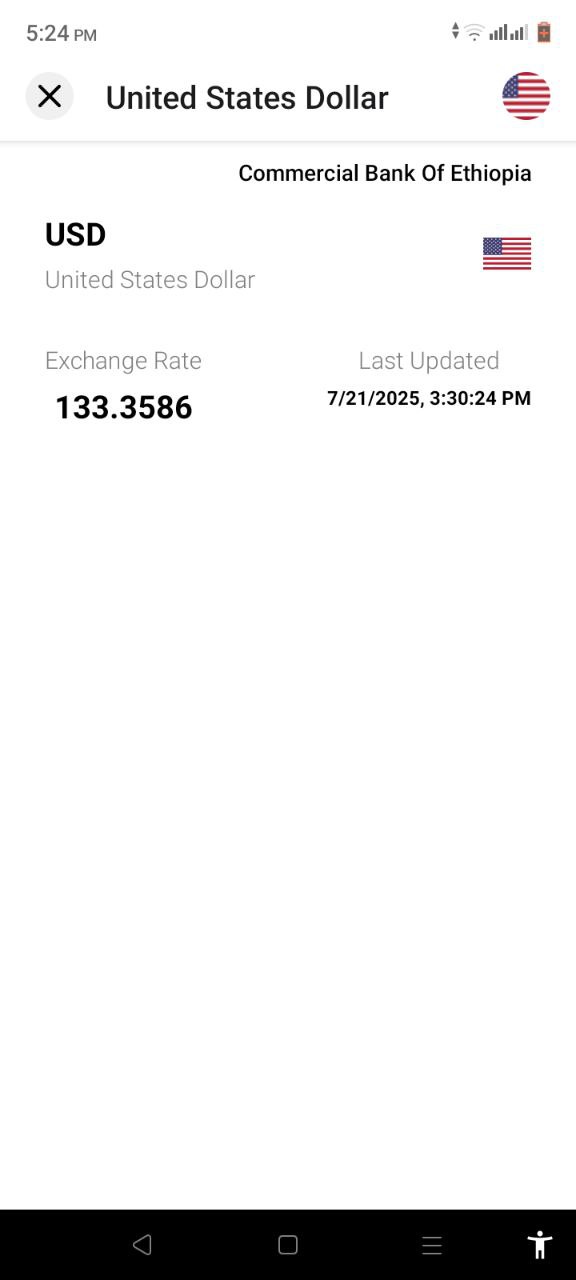 5:24 PM
United States Dollar
Commercial Bank Of Ethiopia
USD
United States Dollar
Exchange Rate
Last Updated
133.3586
7/21/2025, 3:30:24 PM